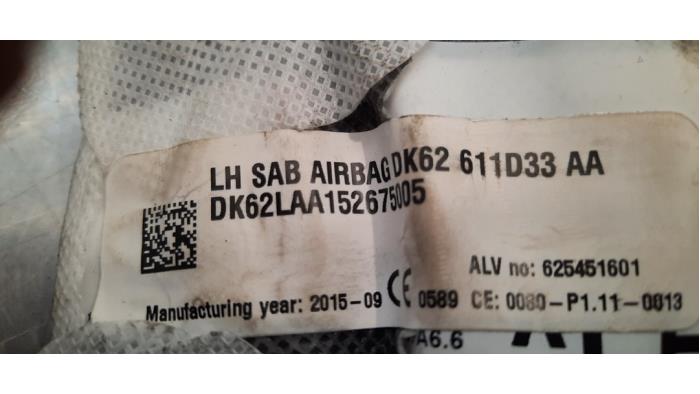 LH SAB AIRBAG DK62 611D33 AA
DK62LAA152675005
ALV no: 625451601
Manufacturing year: 2015-09 CE 0589 CE: 0080-P1.11-0013
A6.6